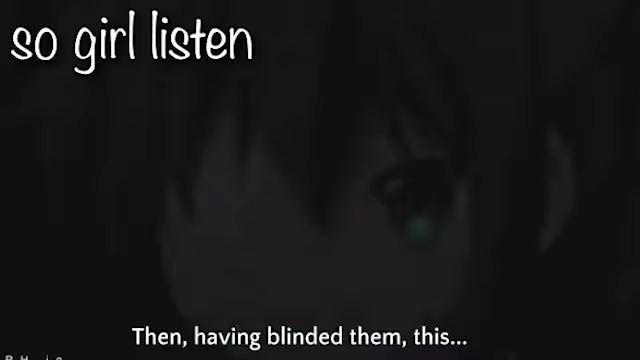 so girl listen
Then, having blinded them, this...